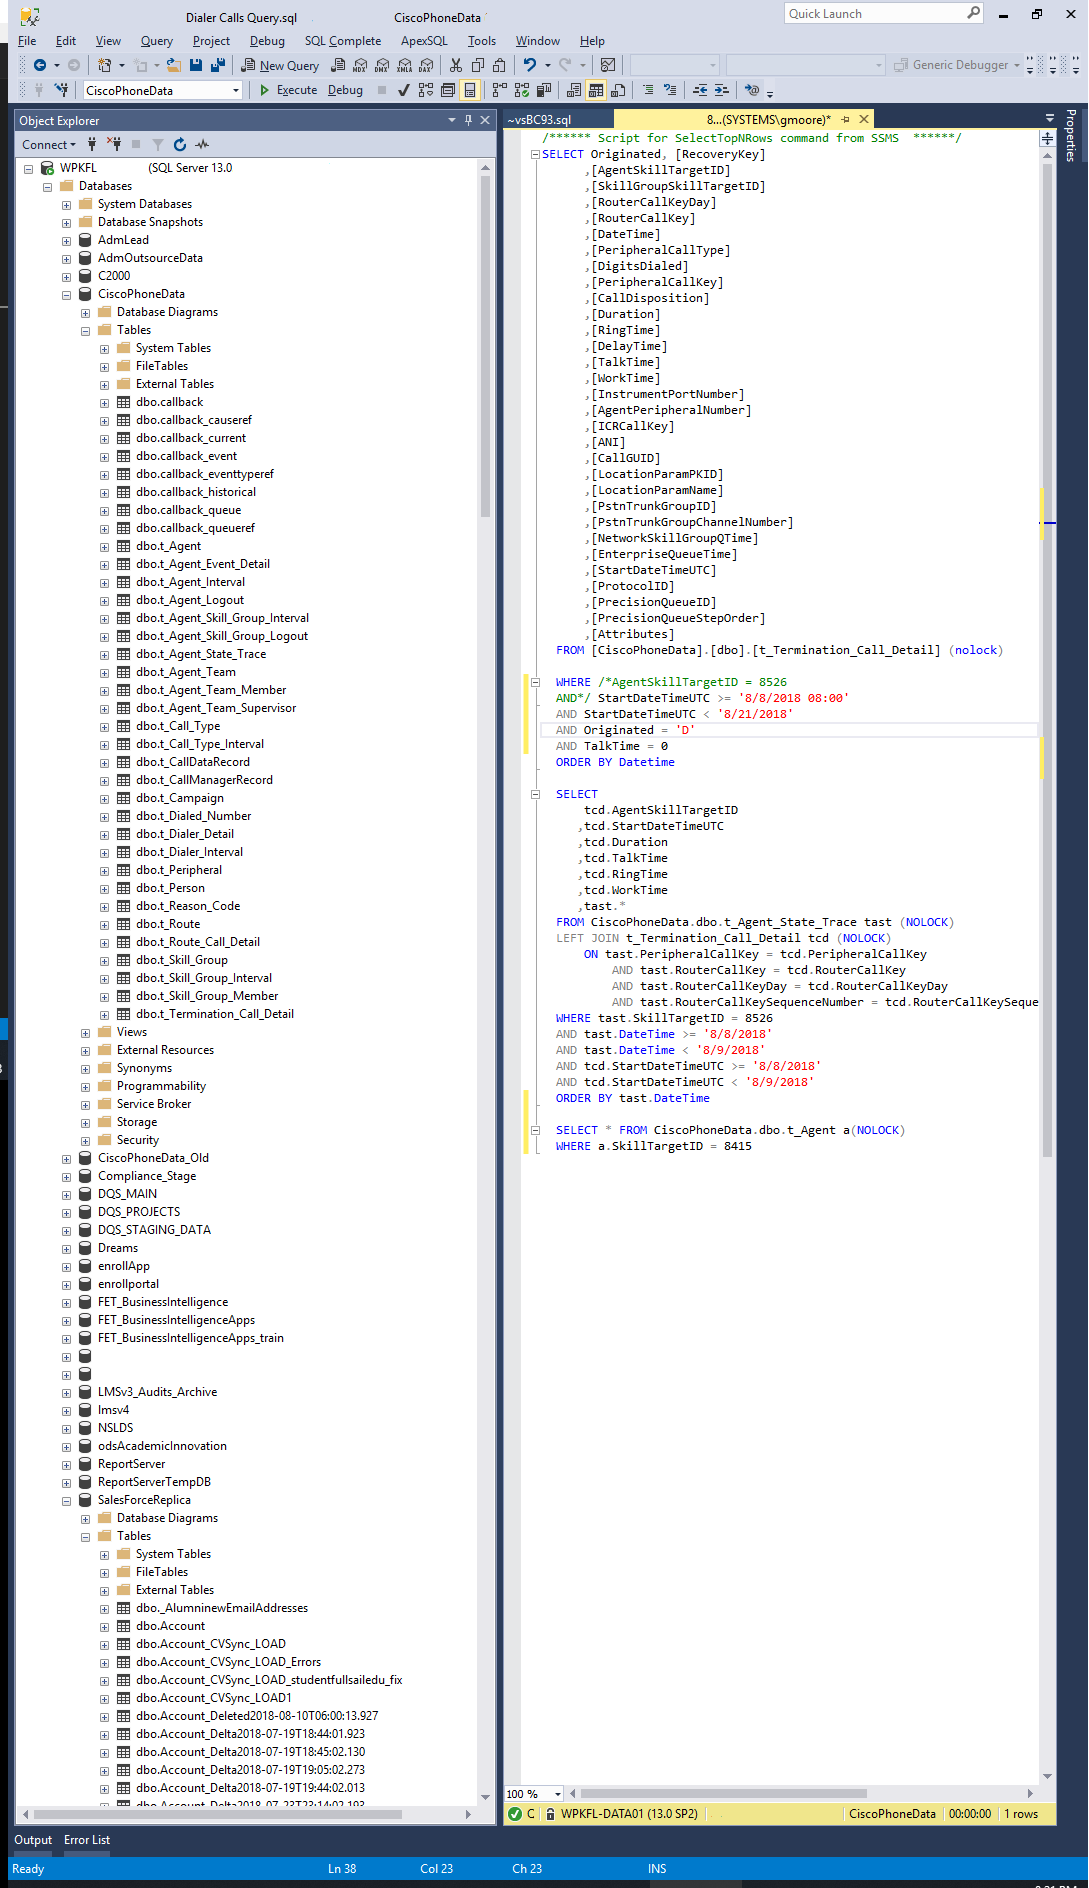 Dialer Calls Query.sql
CiscoPhoneData
Quick Launch
File Edit View Query Project Debug SQL Complete ApexSQL Tools Window Help
New Query
MDX DMX XMLA DAX
Generic Debugger
CiscoPhoneData
Execute Debug
Object Explorer
Connect
WPKFL (SQL Server 13.0
Databases
System Databases
Database Snapshots
AdmLead
AdmOutsourceData
C2000
CiscoPhoneData
Database Diagrams
Tables
System Tables
FileTables
External Tables
dbo.callback
dbo.callback_causeref
dbo.callback_current
dbo.callback_event
dbo.callback_eventtyperef
dbo.callback_historical
dbo.callback_queue
dbo.callback_queueref
dbo.t_Agent
dbo.t_Agent_Event_Detail
dbo.t_Agent_Interval
dbo.t_Agent_Logout
dbo.t_Agent_Skill_Group_Interval
dbo.t_Agent_Skill_Group_Logout
dbo.t_Agent_State_Trace
dbo.t_Agent_Team
dbo.t_Agent_Team_Member
dbo.t_Agent_Team_Supervisor
dbo.t_Call_Type
dbo.t_Call_Type_Interval
dbo.t_CallDataRecord
dbo.t_CallManagerRecord
dbo.t_Campaign
dbo.t_Dialed_Number
dbo.t_Dialer_Detail
dbo.t_Dialer_Interval
dbo.t_Peripheral
dbo.t_Person
dbo.t_Reason_Code
dbo.t_Route
dbo.t_Route_Call_Detail
dbo.t_Skill_Group
dbo.t_Skill_Group_Interval
dbo.t_Skill_Group_Member
dbo.t_Termination_Call_Detail
Views
External Resources
Synonyms
Programmability
Service Broker
Storage
Security
CiscoPhoneData_Old
Compliance_Stage
DQS_MAIN
DQS_PROJECTS
DQS_STAGING_DATA
Dreams
enrollApp
enrollportal
FET_BusinessIntelligence
FET_BusinessIntelligenceApps
FET_BusinessIntelligenceApps_train
LMSv3_Audits_Archive
lmsv4
NSLDS
odsAcademicInnovation
ReportServer
ReportServerTempDB
SalesForceReplica
Database Diagrams
Tables
System Tables
FileTables
External Tables
dbo._AlumninewEmailAddresses
dbo.Account
dbo.Account_CVSync_LOAD
dbo.Account_CVSync_LOAD_Errors
dbo.Account_CVSync_LOAD_studentfullsailedu_fix
dbo.Account_CVSync_LOAD1
dbo.Account_Deleted2018-08-10T06:00:13.927
dbo.Account_Delta2018-07-19T18:44:01.923
dbo.Account_Delta2018-07-19T18:45:02.130
dbo.Account_Delta2018-07-19T19:05:02.273
dbo.Account_Delta2018-07-19T19:44:02.013
dbo.Account_Delta2018-07-23T23:14:02.193
~vsBC93.sql
8...(SYSTEMS\gmoore)*
Properties
/****** Script for SelectTopNRows command from SSMS ******/
SELECT Originated, [RecoveryKey]
,[AgentSkillTargetID]
,[SkillGroupSkillTargetID]
,[RouterCallKeyDay]
,[RouterCallKey]
,[DateTime]
,[PeripheralCallType]
,[DigitsDialed]
,[PeripheralCallKey]
,[CallDisposition]
,[Duration]
,[RingTime]
,[DelayTime]
,[TalkTime]
,[WorkTime]
,[InstrumentPortNumber]
,[AgentPeripheralNumber]
,[ICRCallKey]
,[ANI]
,[CallGUID]
,[LocationParamPKID]
,[LocationParamName]
,[PstnTrunkGroupID]
,[PstnTrunkGroupChannelNumber]
,[NetworkSkillGroupQTime]
,[EnterpriseQueueTime]
,[StartDateTimeUTC]
,[ProtocolID]
,[PrecisionQueueID]
,[PrecisionQueueStepOrder]
,[Attributes]
FROM [CiscoPhoneData].[dbo].[t_Termination_Call_Detail] (nolock)
WHERE /*AgentSkillTargetID = 8526
AND*/ StartDateTimeUTC >= '8/8/2018 08:00'
AND StartDateTimeUTC < '8/21/2018'
AND Originated = 'D'
AND TalkTime = 0
ORDER BY Datetime
SELECT
tcd.AgentSkillTargetID
,tcd.StartDateTimeUTC
,tcd.Duration
,tcd.TalkTime
,tcd.RingTime
,tcd.WorkTime
,tast.*
FROM CiscoPhoneData.dbo.t_Agent_State_Trace tast (NOLOCK)
LEFT JOIN t_Termination_Call_Detail tcd (NOLOCK)
ON tast.PeripheralCallKey = tcd.PeripheralCallKey
AND tast.RouterCallKey = tcd.RouterCallKey
AND tast.RouterCallKeyDay = tcd.RouterCallKeyDay
AND tast.RouterCallKeySequenceNumber = tcd.RouterCallKeySeque
WHERE tast.SkillTargetID = 8526
AND tast.DateTime >= '8/8/2018'
AND tast.DateTime < '8/9/2018'
AND tcd.StartDateTimeUTC >= '8/8/2018'
AND tcd.StartDateTimeUTC < '8/9/2018'
ORDER BY tast.DateTime
SELECT * FROM CiscoPhoneData.dbo.t_Agent a(NOLOCK)
WHERE a.SkillTargetID = 8415
100 %
C WPKFL-DATA01 (13.0 SP2) CiscoPhoneData 00:00:00 1 rows
Output Error List
Ready Ln 38 Col 23 Ch 23 INS